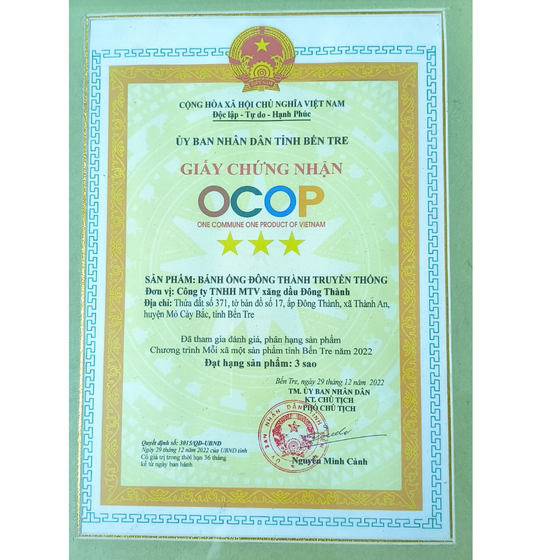 CỘNG HÒA XÃ HỘI CHỦ NGHĨA VIỆT NAM
Độc lập - Tự do - Hạnh Phúc
ỦY BAN NHÂN DÂN TỈNH BẾN TRE
GIẤY CHỨNG NHẬN
OCOP
ONE COMMUNE ONE PRODUCT OF VIETNAM
SẢN PHẨM: BÁNH ỐNG ĐÔNG THÀNH TRUYỀN THỐNG
Đơn vị: Công ty TNHH MTV xăng dầu Đông Thành
Địa chỉ: Thửa đất số 371, tờ bản đồ số 17, ấp Đông Thành, xã Thành An,
huyện Mỏ Cày Bắc, tỉnh Bến Tre
Đã tham gia đánh giá, phân hạng sản phẩm
Chương trình Mỗi xã một sản phẩm tỉnh Bến Tre năm 2022
Đạt hạng sản phẩm: 3 sao
Bến Tre, ngày 29 tháng 12 năm 2022
TM. ỦY BAN NHÂN DÂN
KT. CHỦ TỊCH
PHÓ CHỦ TỊCH
Quyết định số: 3015/QĐ-UBND
Ngày 29 tháng 12 năm 2022 của UBND tỉnh
Có giá trị trong thời hạn 36 tháng
kể từ ngày ban hành
Nguyễn Minh Cảnh